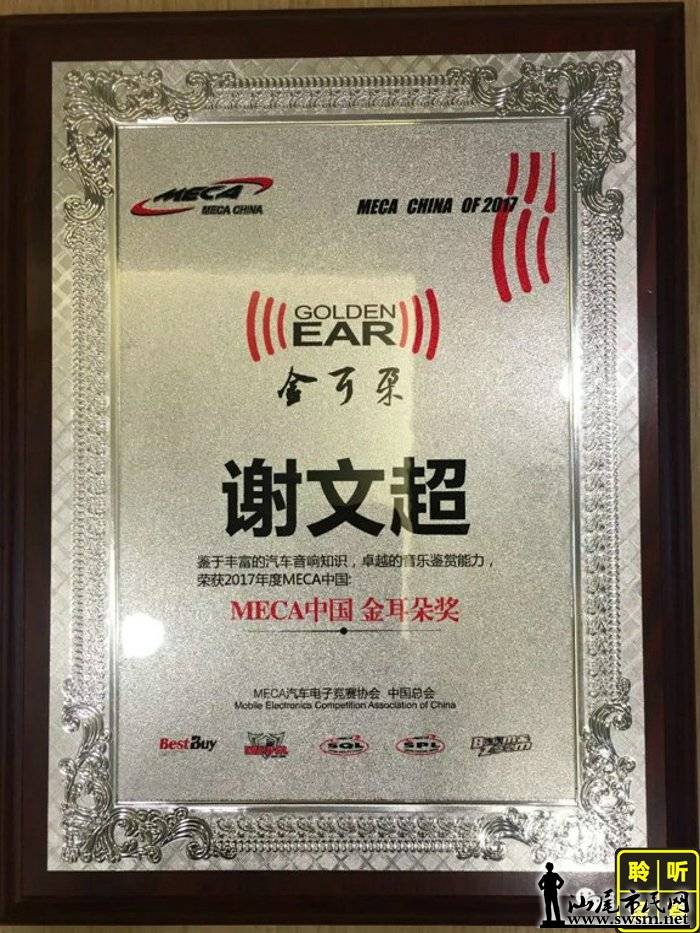 MECA
MECA CHINA
MECA CHINA OF 2017
GOLDEN
EAR
金耳朵
谢文超
鉴于丰富的汽车音响知识，卓越的音乐鉴赏能力，
荣获2017年度MECA中国:
MECA中国 金耳朵奖
MECA汽车电子竞赛协会 中国总会
Mobile Electronics Competition Association of China
Best Buy
SQL
SPL
聆听
汕尾市民网
www.swsm.net